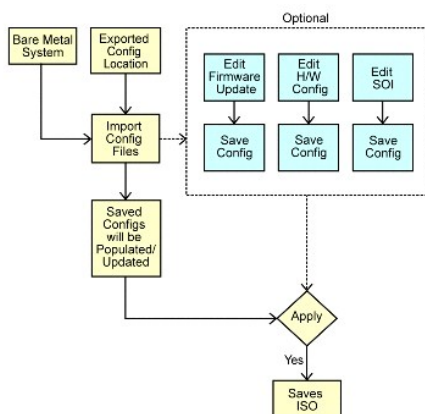 Optional
Bare Metal
System
Exported
Config
Location
Edit
Firmware
Update
Edit
H/W
Config
Edit
SOI
Import
Config
Files
Save
Config
Save
Config
Save
Config
Saved
Configs
will be
Populated/
Updated
Apply
Yes
Saves
ISO